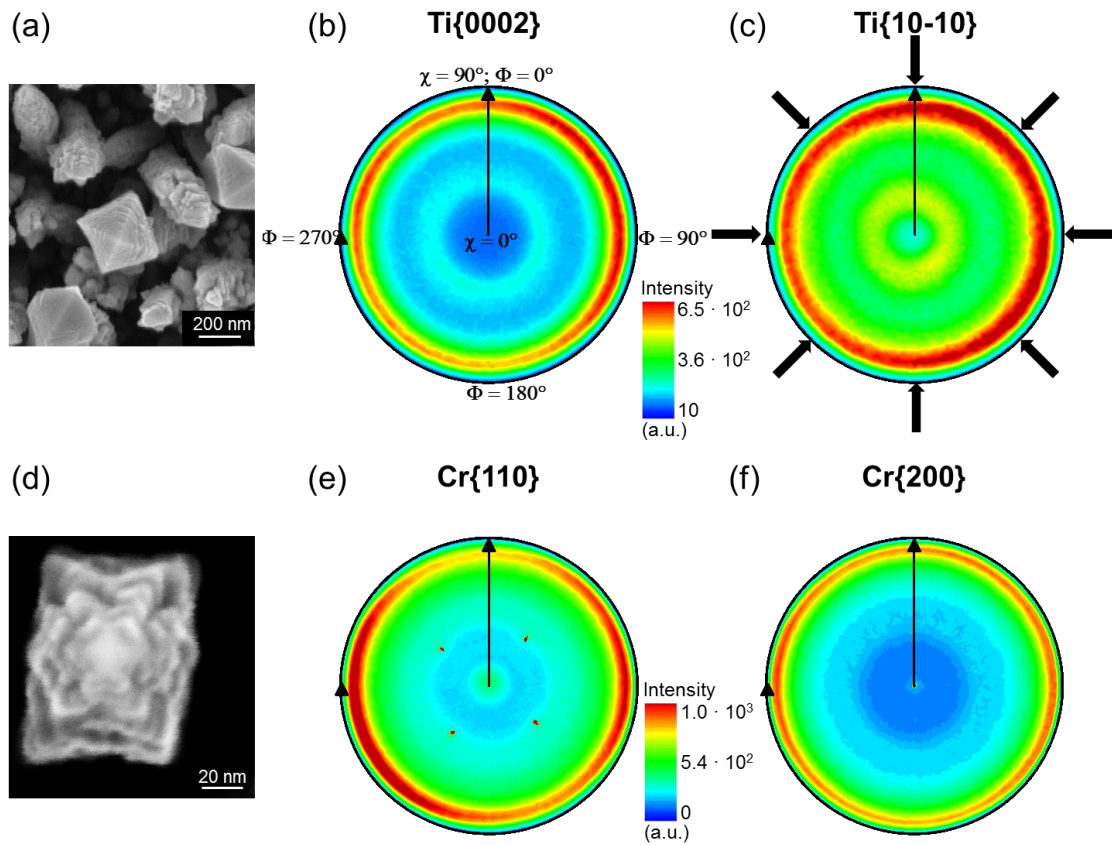 (a)
(b)
Ti{0002}
(c)
Ti{10-10}
χ = 90°; Φ = 0°
Φ = 270°
χ = 0°
Φ = 90°
Φ = 180°
200 nm
Intensity
6.5 · 10²
3.6 · 10²
10
(a.u.)
(d)
(e)
Cr{110}
(f)
Cr{200}
20 nm
Intensity
1.0 · 10³
5.4 · 10²
0
(a.u.)